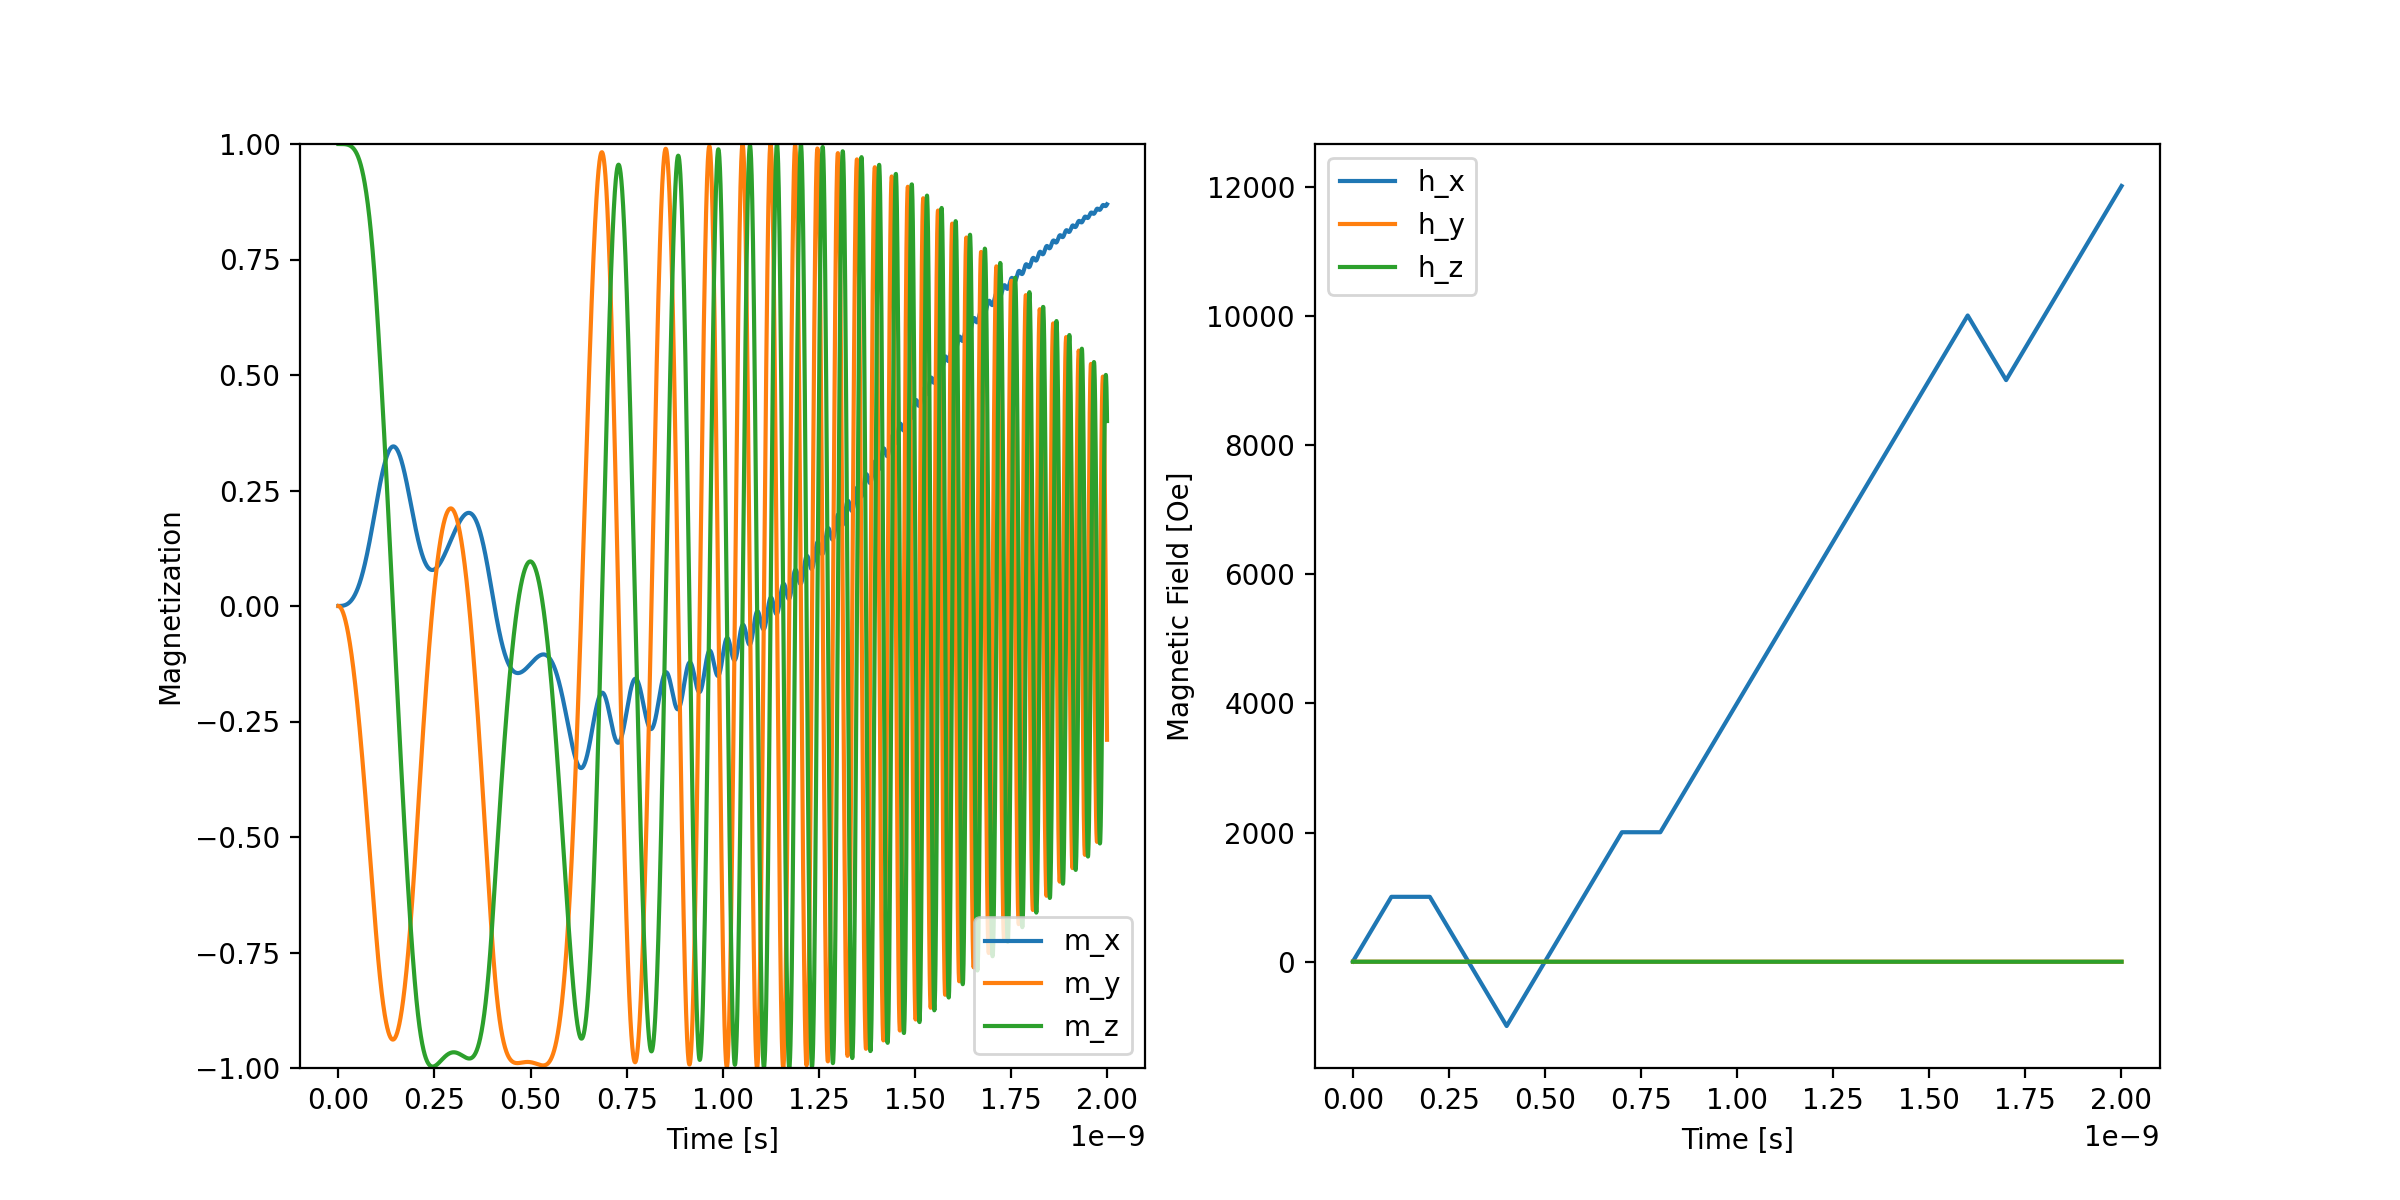 1.00
0.75
0.50
0.25
0.00
−0.25
−0.50
−0.75
−1.00
Magnetization
0.00 0.25 0.50 0.75 1.00 1.25 1.50 1.75 2.00
Time [s]
1e−9
m_x
m_y
m_z
12000
10000
8000
6000
4000
2000
0
Magnetic Field [Oe]
0.00 0.25 0.50 0.75 1.00 1.25 1.50 1.75 2.00
Time [s]
1e−9
h_x
h_y
h_z